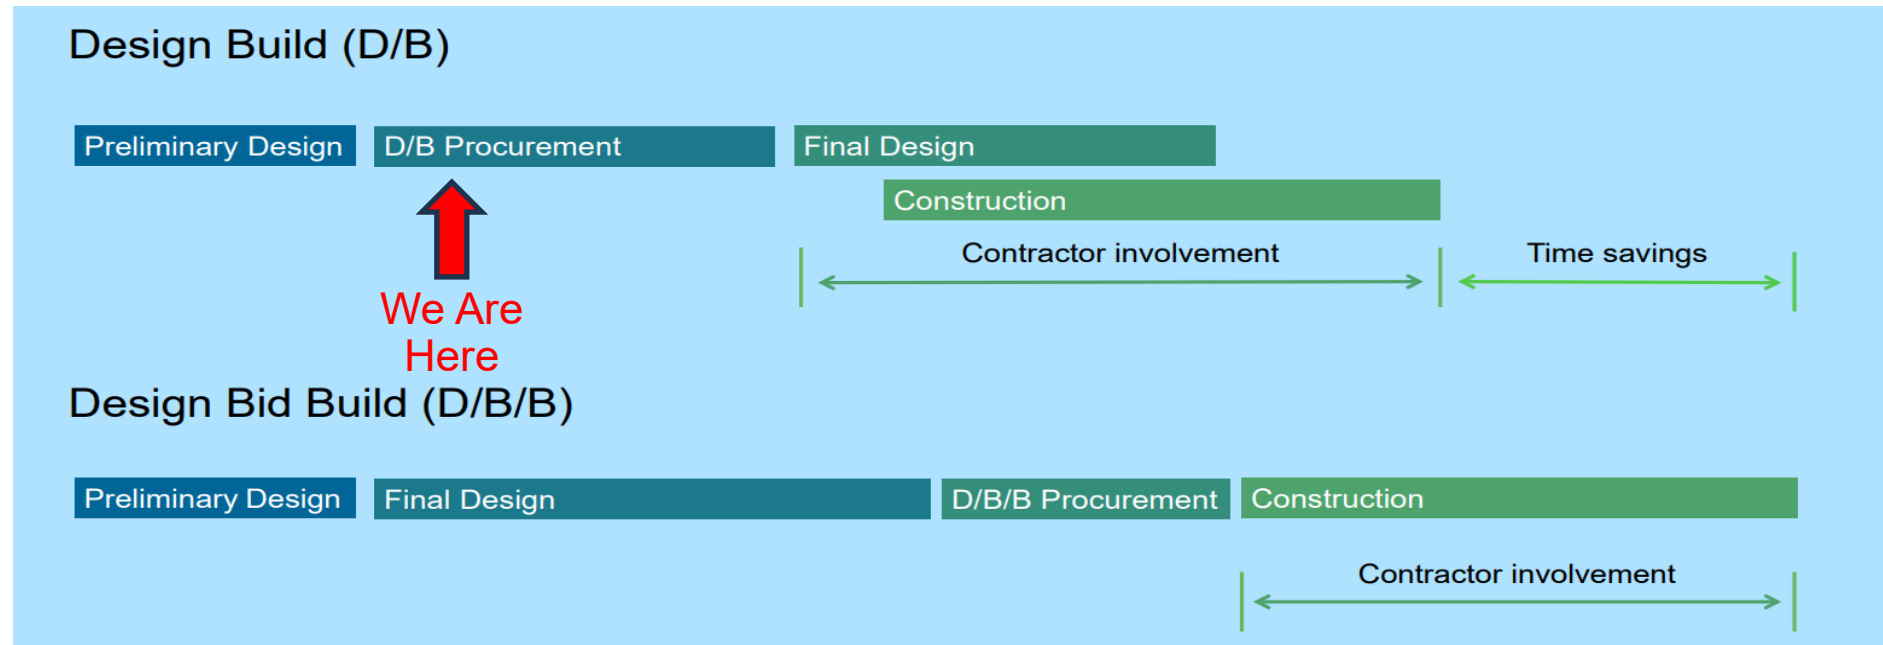 Design Build (D/B)
Preliminary Design
D/B Procurement
Final Design
Construction
Contractor involvement
Time savings
We Are
Here
Design Bid Build (D/B/B)
Preliminary Design
Final Design
D/B/B Procurement
Construction
Contractor involvement